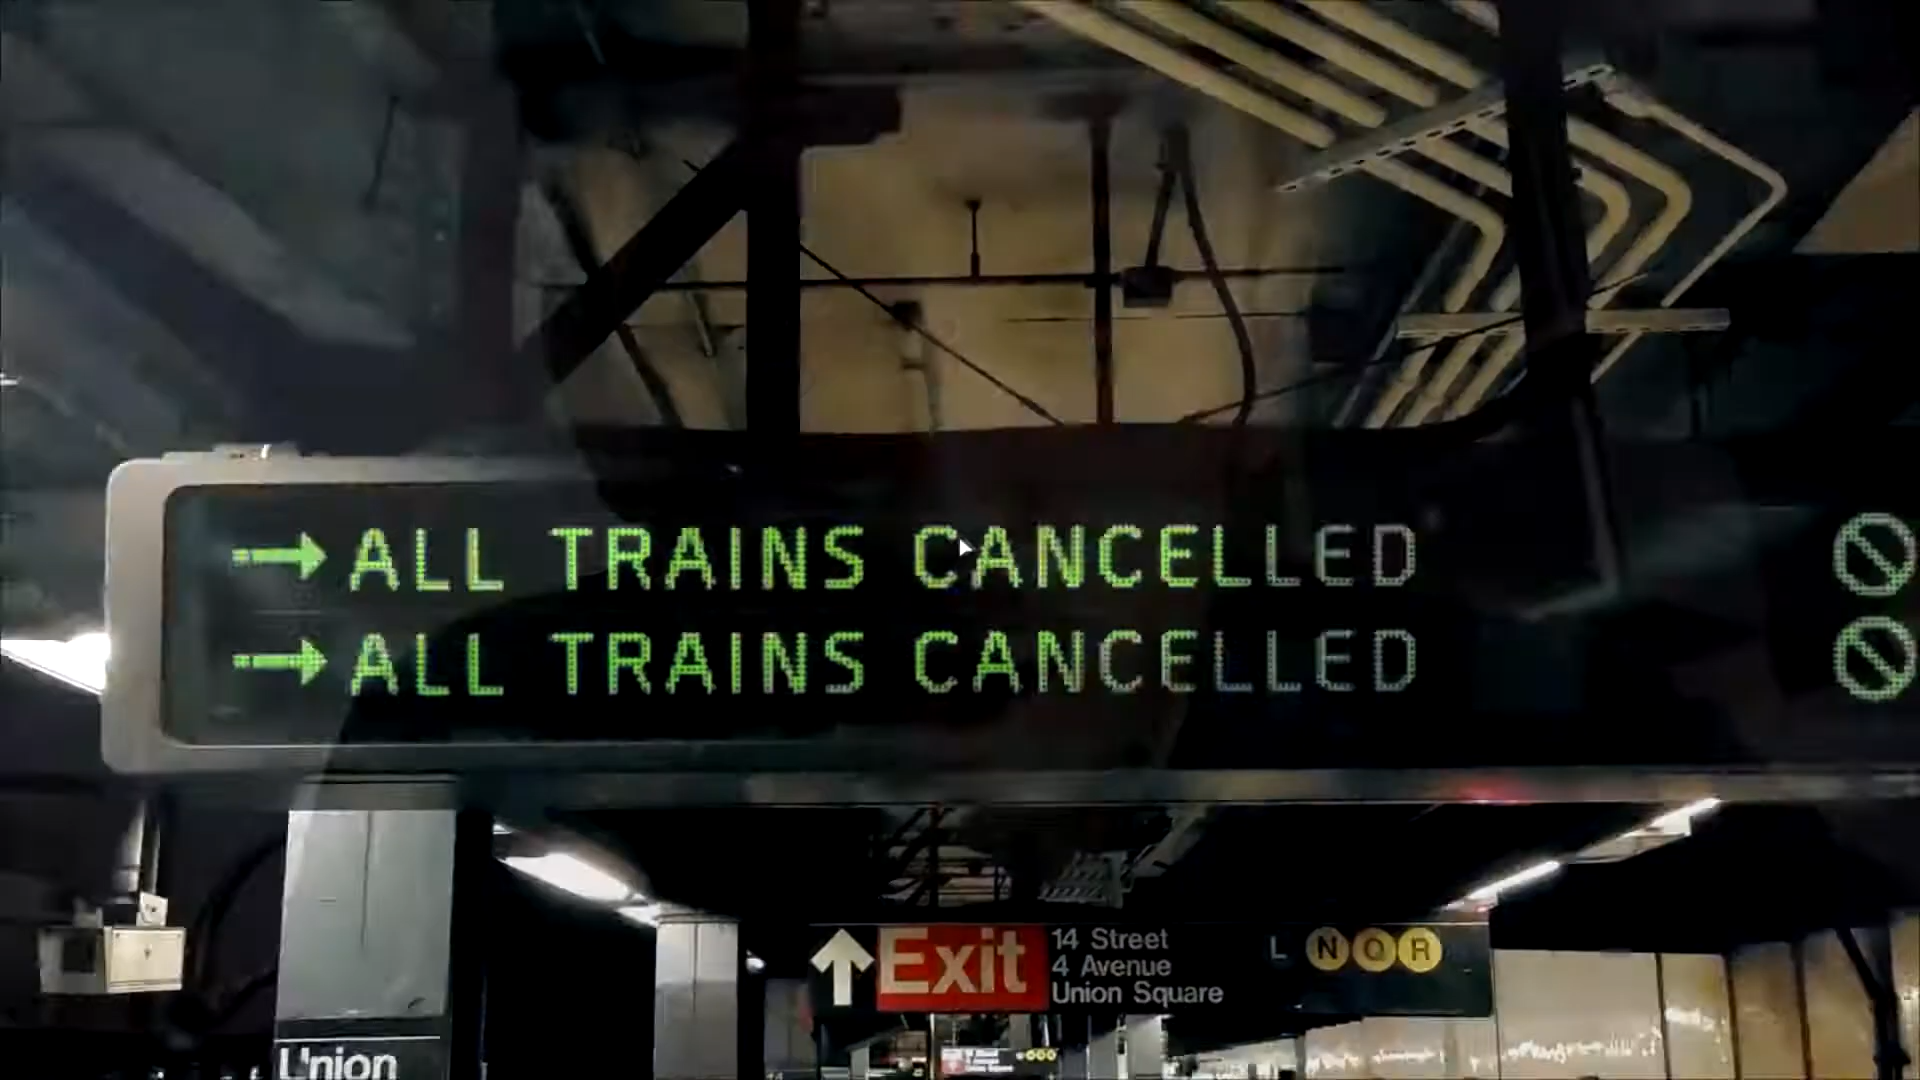 → ALL TRAINS CANCELLED
→ ALL TRAINS CANCELLED
Exit
14 Street
4 Avenue
Union Square
L N Q R
Union